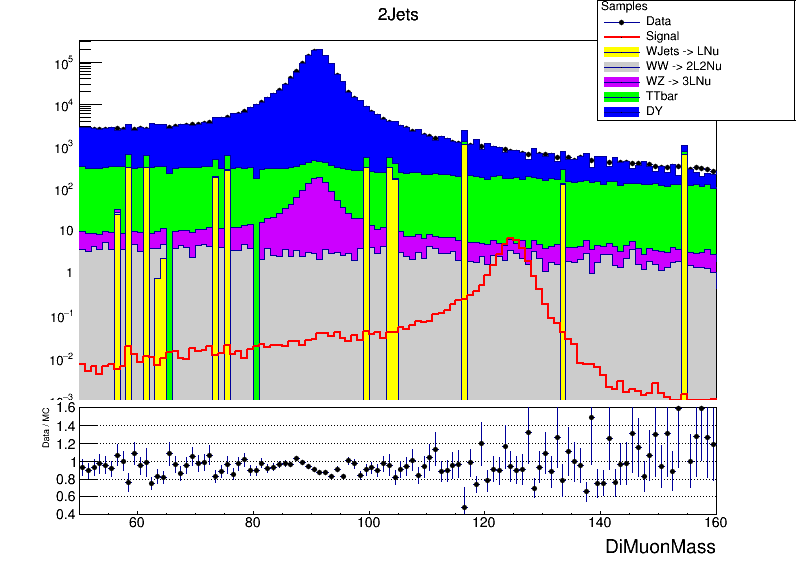 2Jets
Samples
Data
Signal
WJets -> LNu
WW -> 2L2Nu
WZ -> 3LNu
TTbar
DY
10^5
10^4
10^3
10^2
10
1
10^-1
10^-2
10^-3
Data / MC
1.6
1.4
1.2
1
0.8
0.6
0.4
60 80 100 120 140 160
DiMuonMass